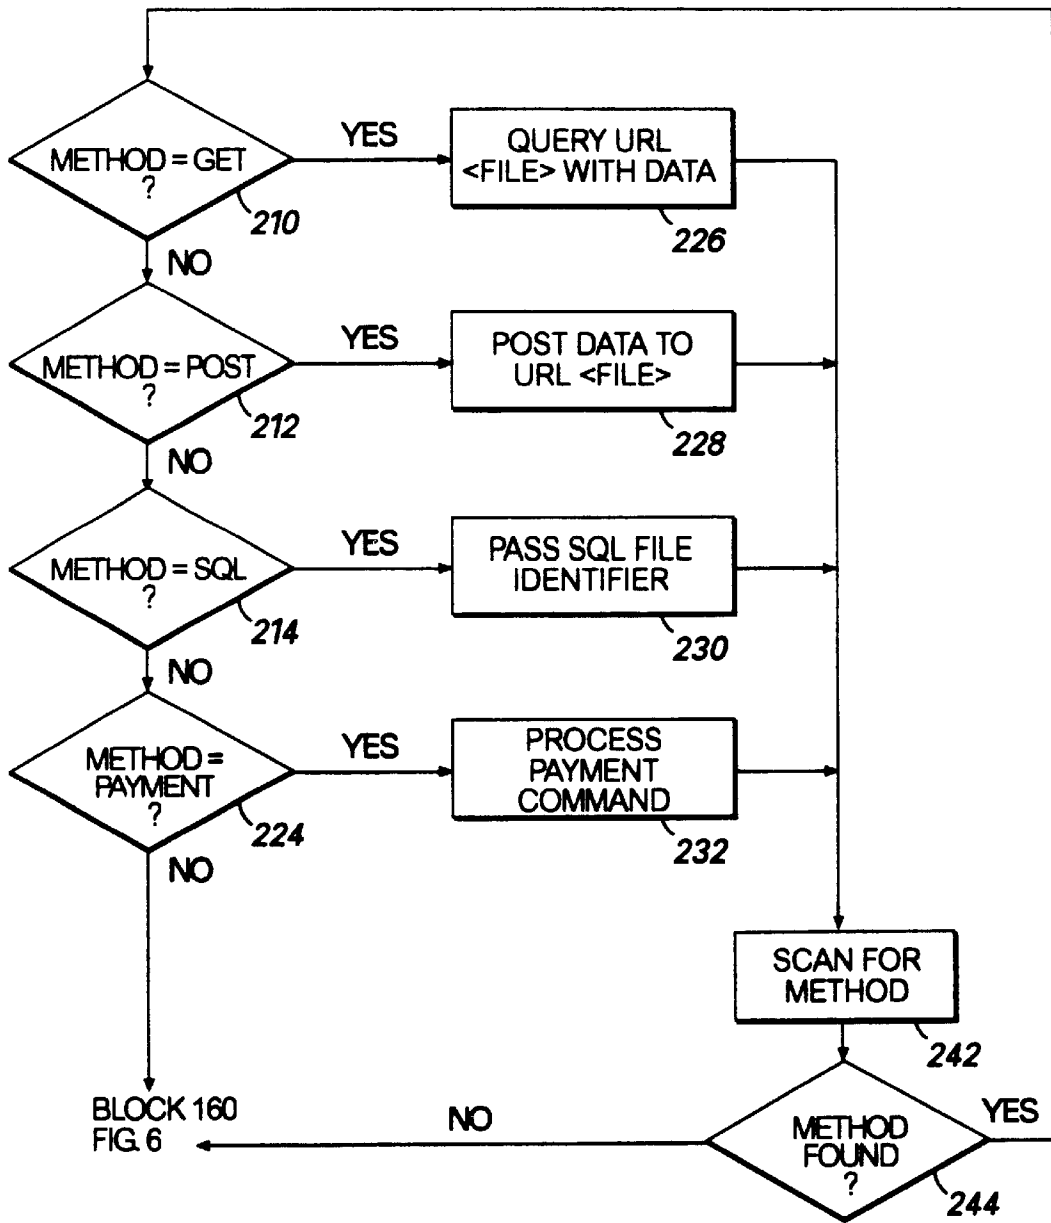 METHOD = GET
?
210
YES
QUERY URL
<FILE> WITH DATA
226
NO
METHOD = POST
?
212
YES
POST DATA TO
URL <FILE>
228
NO
METHOD = SQL
?
214
YES
PASS SQL FILE
IDENTIFIER
230
NO
METHOD =
PAYMENT
?
224
YES
PROCESS
PAYMENT
COMMAND
232
NO
SCAN FOR
METHOD
242
BLOCK 160
FIG. 6
NO
METHOD
FOUND
?
244
YES